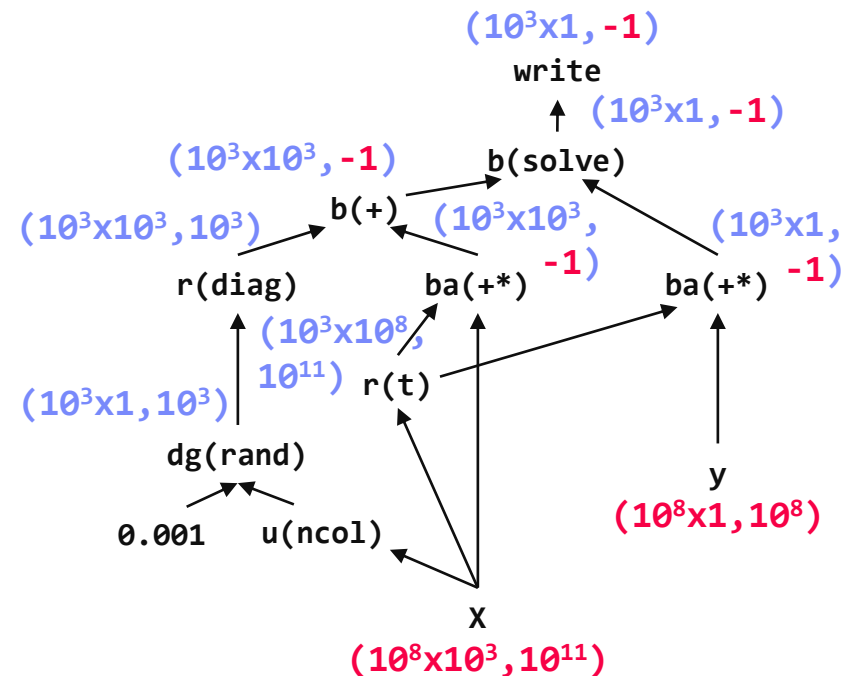 (10³x1,-1)
write
(10³x1,-1)
(10³x10³,-1)
b(solve)
b(+)
(10³x10³,
-1)
(10³x10³,10³)
(10³x1,
-1)
r(diag)
ba(+*)
ba(+*)
(10³x10⁸,
10¹¹)
r(t)
(10³x1,10³)
dg(rand)
y
(10⁸x1,10⁸)
0.001
u(ncol)
X
(10⁸x10³,10¹¹)